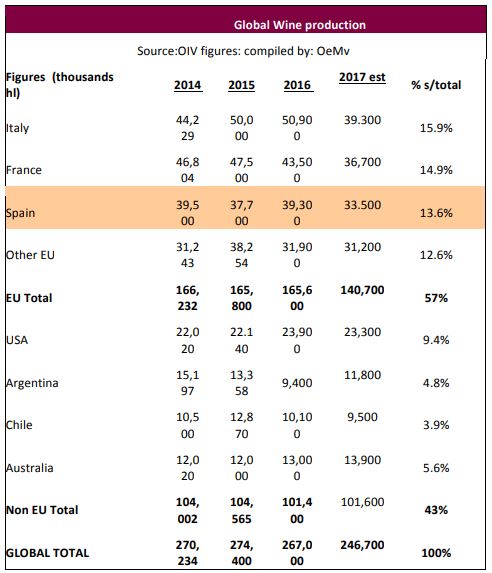 Global Wine production
Source:OIV figures: compiled by: OeMv
Figures (thousands hl) 2014 2015 2016 2017 est % s/total
Italy 44,229 50,000 50,900 39.300 15.9%
France 46,804 47,500 43,500 36,700 14.9%
Spain 39,500 37,700 39,300 33.500 13.6%
Other EU 31,243 38,254 31,900 31,200 12.6%
EU Total 166,232 165,800 165,600 140,700 57%
USA 22,020 22.140 23,900 23,300 9.4%
Argentina 15,197 13,358 9,400 11,800 4.8%
Chile 10,500 12,870 10,100 9,500 3.9%
Australia 12,020 12,000 13,000 13,900 5.6%
Non EU Total 104,002 104,565 101,400 101,600 43%
GLOBAL TOTAL 270,234 274,400 267,000 246,700 100%